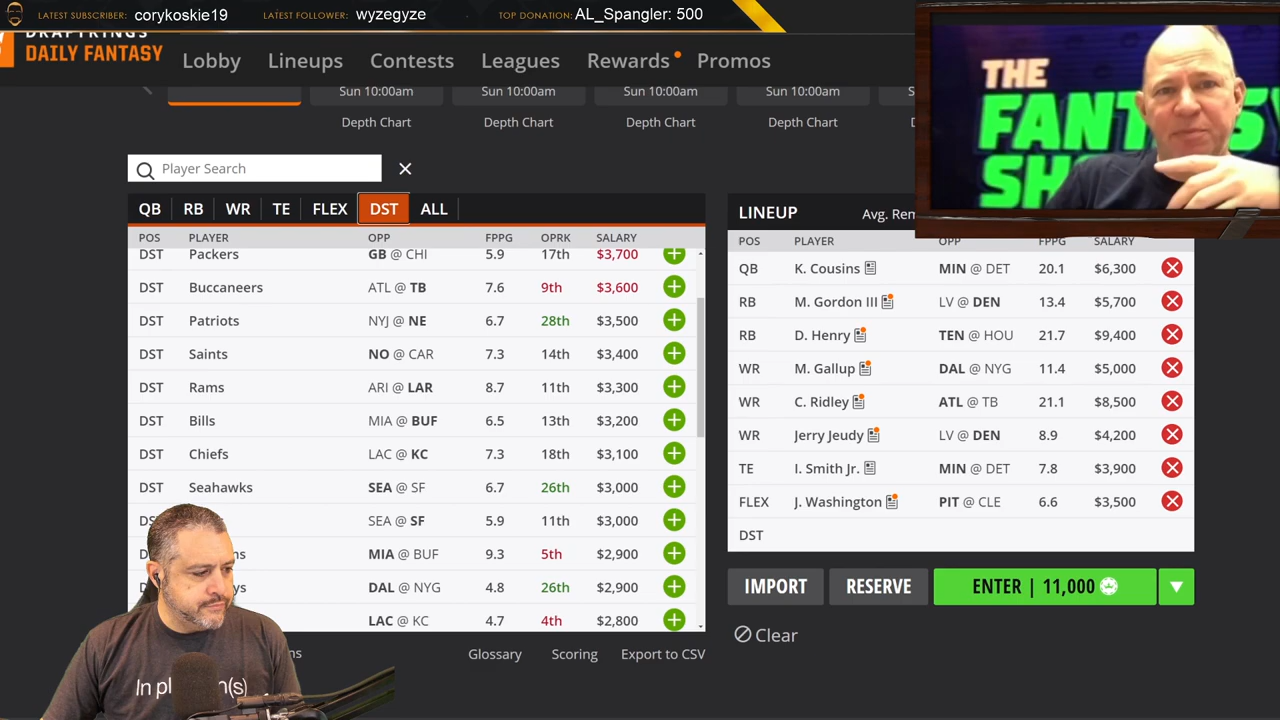 LATEST SUBSCRIBER: corykoskie19 LATEST FOLLOWER: wyzegyze TOP DONATION: AL_Spangler: 500
DRAFTKINGS
DAILY FANTASY Lobby Lineups Contests Leagues Rewards Promos
Sun 10:00am Sun 10:00am Sun 10:00am Sun 10:00am
Depth Chart Depth Chart Depth Chart Depth Chart
THE
FANTASY
Player Search
QB RB WR TE FLEX DST ALL
POS PLAYER OPP FPPG OPRK SALARY
DST Packers GB @ CHI 5.9 17th $3,700
DST Buccaneers ATL @ TB 7.6 9th $3,600
DST Patriots NYJ @ NE 6.7 28th $3,500
DST Saints NO @ CAR 7.3 14th $3,400
DST Rams ARI @ LAR 8.7 11th $3,300
DST Bills MIA @ BUF 6.5 13th $3,200
DST Chiefs LAC @ KC 7.3 18th $3,100
DST Seahawks SEA @ SF 6.7 26th $3,000
SEA @ SF 5.9 11th $3,000
MIA @ BUF 9.3 5th $2,900
DAL @ NYG 4.8 26th $2,900
LAC @ KC 4.7 4th $2,800
Glossary Scoring Export to CSV
LINEUP Avg. Rem
POS PLAYER OPP FPPG SALARY
QB K. Cousins MIN @ DET 20.1 $6,300
RB M. Gordon III LV @ DEN 13.4 $5,700
RB D. Henry TEN @ HOU 21.7 $9,400
WR M. Gallup DAL @ NYG 11.4 $5,000
WR C. Ridley ATL @ TB 21.1 $8,500
WR Jerry Jeudy LV @ DEN 8.9 $4,200
TE I. Smith Jr. MIN @ DET 7.8 $3,900
FLEX J. Washington PIT @ CLE 6.6 $3,500
DST
IMPORT RESERVE ENTER | 11,000
Clear